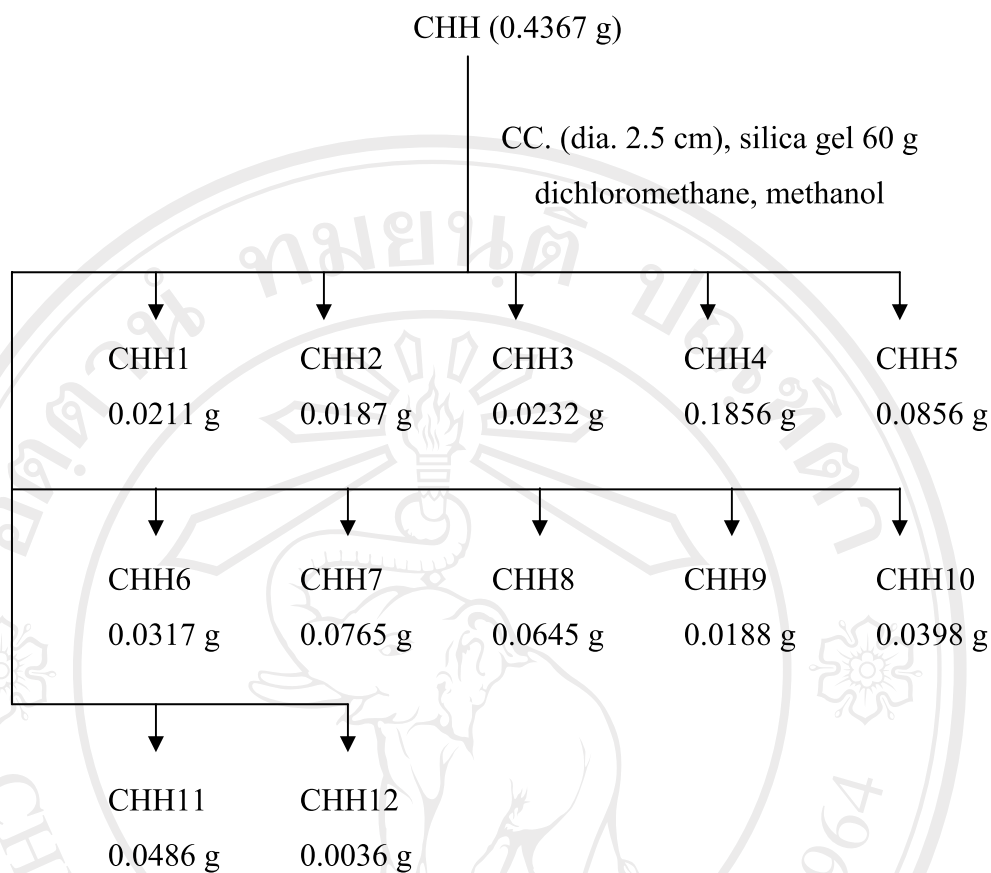 CHH (0.4367 g)
CC. (dia. 2.5 cm), silica gel 60 g
dichloromethane, methanol
CHH1 CHH2 CHH3 CHH4 CHH5
0.0211 g 0.0187 g 0.0232 g 0.1856 g 0.0856 g
CHH6 CHH7 CHH8 CHH9 CHH10
0.0317 g 0.0765 g 0.0645 g 0.0188 g 0.0398 g
CHH11 CHH12
0.0486 g 0.0036 g
964